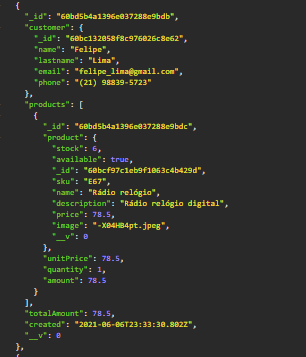 {
"_id": "60bd5b4a1396e037288e9bdb",
"customer": {
"_id": "60bc132058f8c976026c8e62",
"name": "Felipe",
"lastname": "Lima",
"email": "felipe_lima@gmail.com",
"phone": "(21) 98839-5723"
},
"products": [
{
"_id": "60bd5b4a1396e037288e9bdc",
"product": {
"stock": 6,
"available": true,
"_id": "60bcf97c1eb9f1063c4b429d",
"sku": "E67",
"name": "Rádio relógio",
"description": "Rádio relógio digital",
"price": 78.5,
"image": "-X04HB4pt.jpeg",
"__v": 0
},
"unitPrice": 78.5,
"quantity": 1,
"amount": 78.5
}
],
"totalAmount": 78.5,
"created": "2021-06-06T23:33:30.802Z",
"__v": 0
},
{